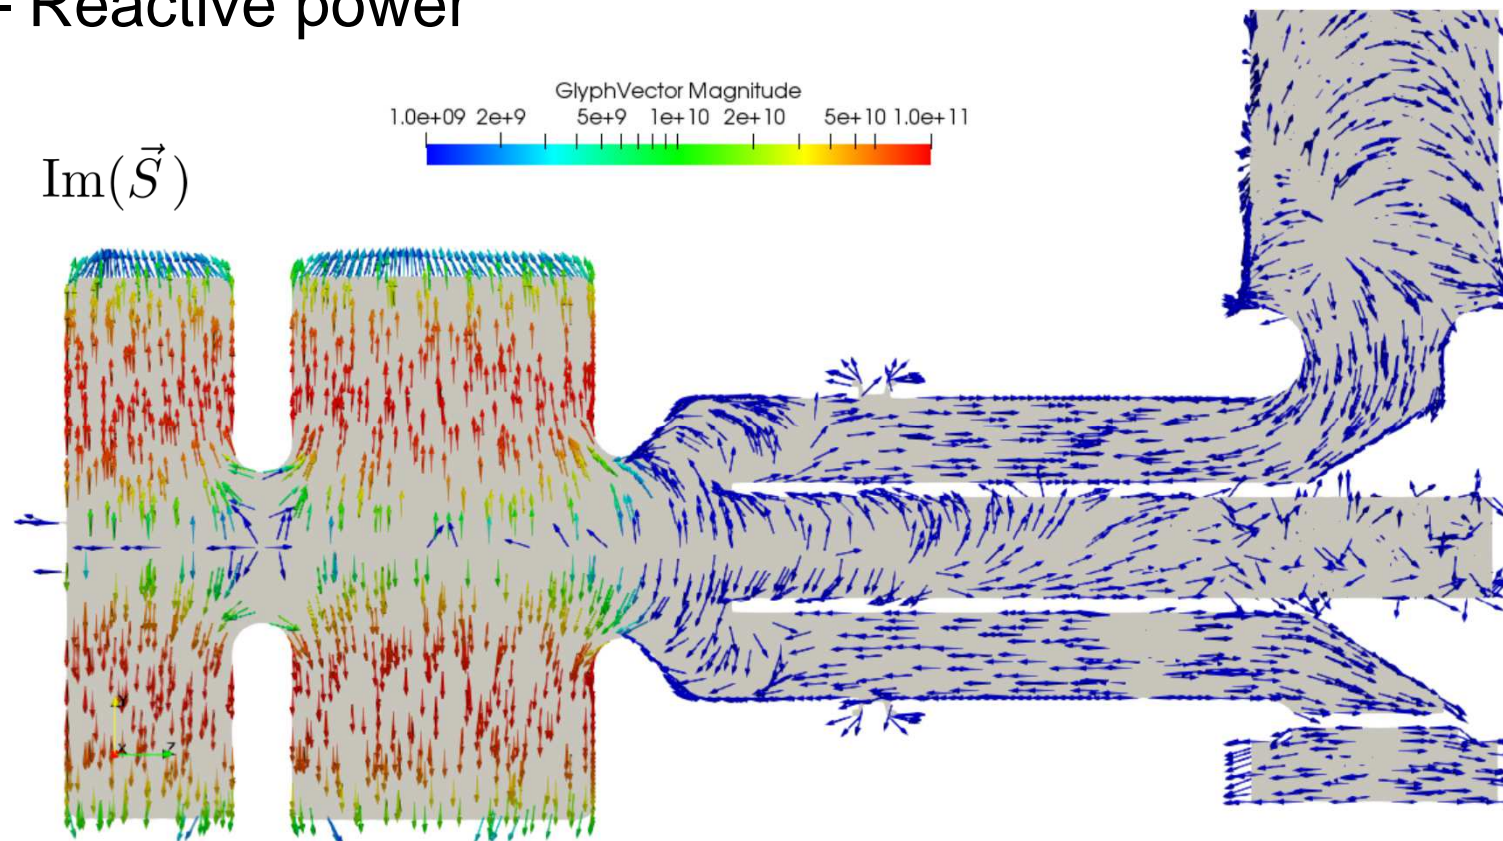 - Reactive power
GlyphVector Magnitude
1.0e+09 2e+9 5e+9 1e+10 2e+10 5e+10 1.0e+11
Im(S⃗)
X Z